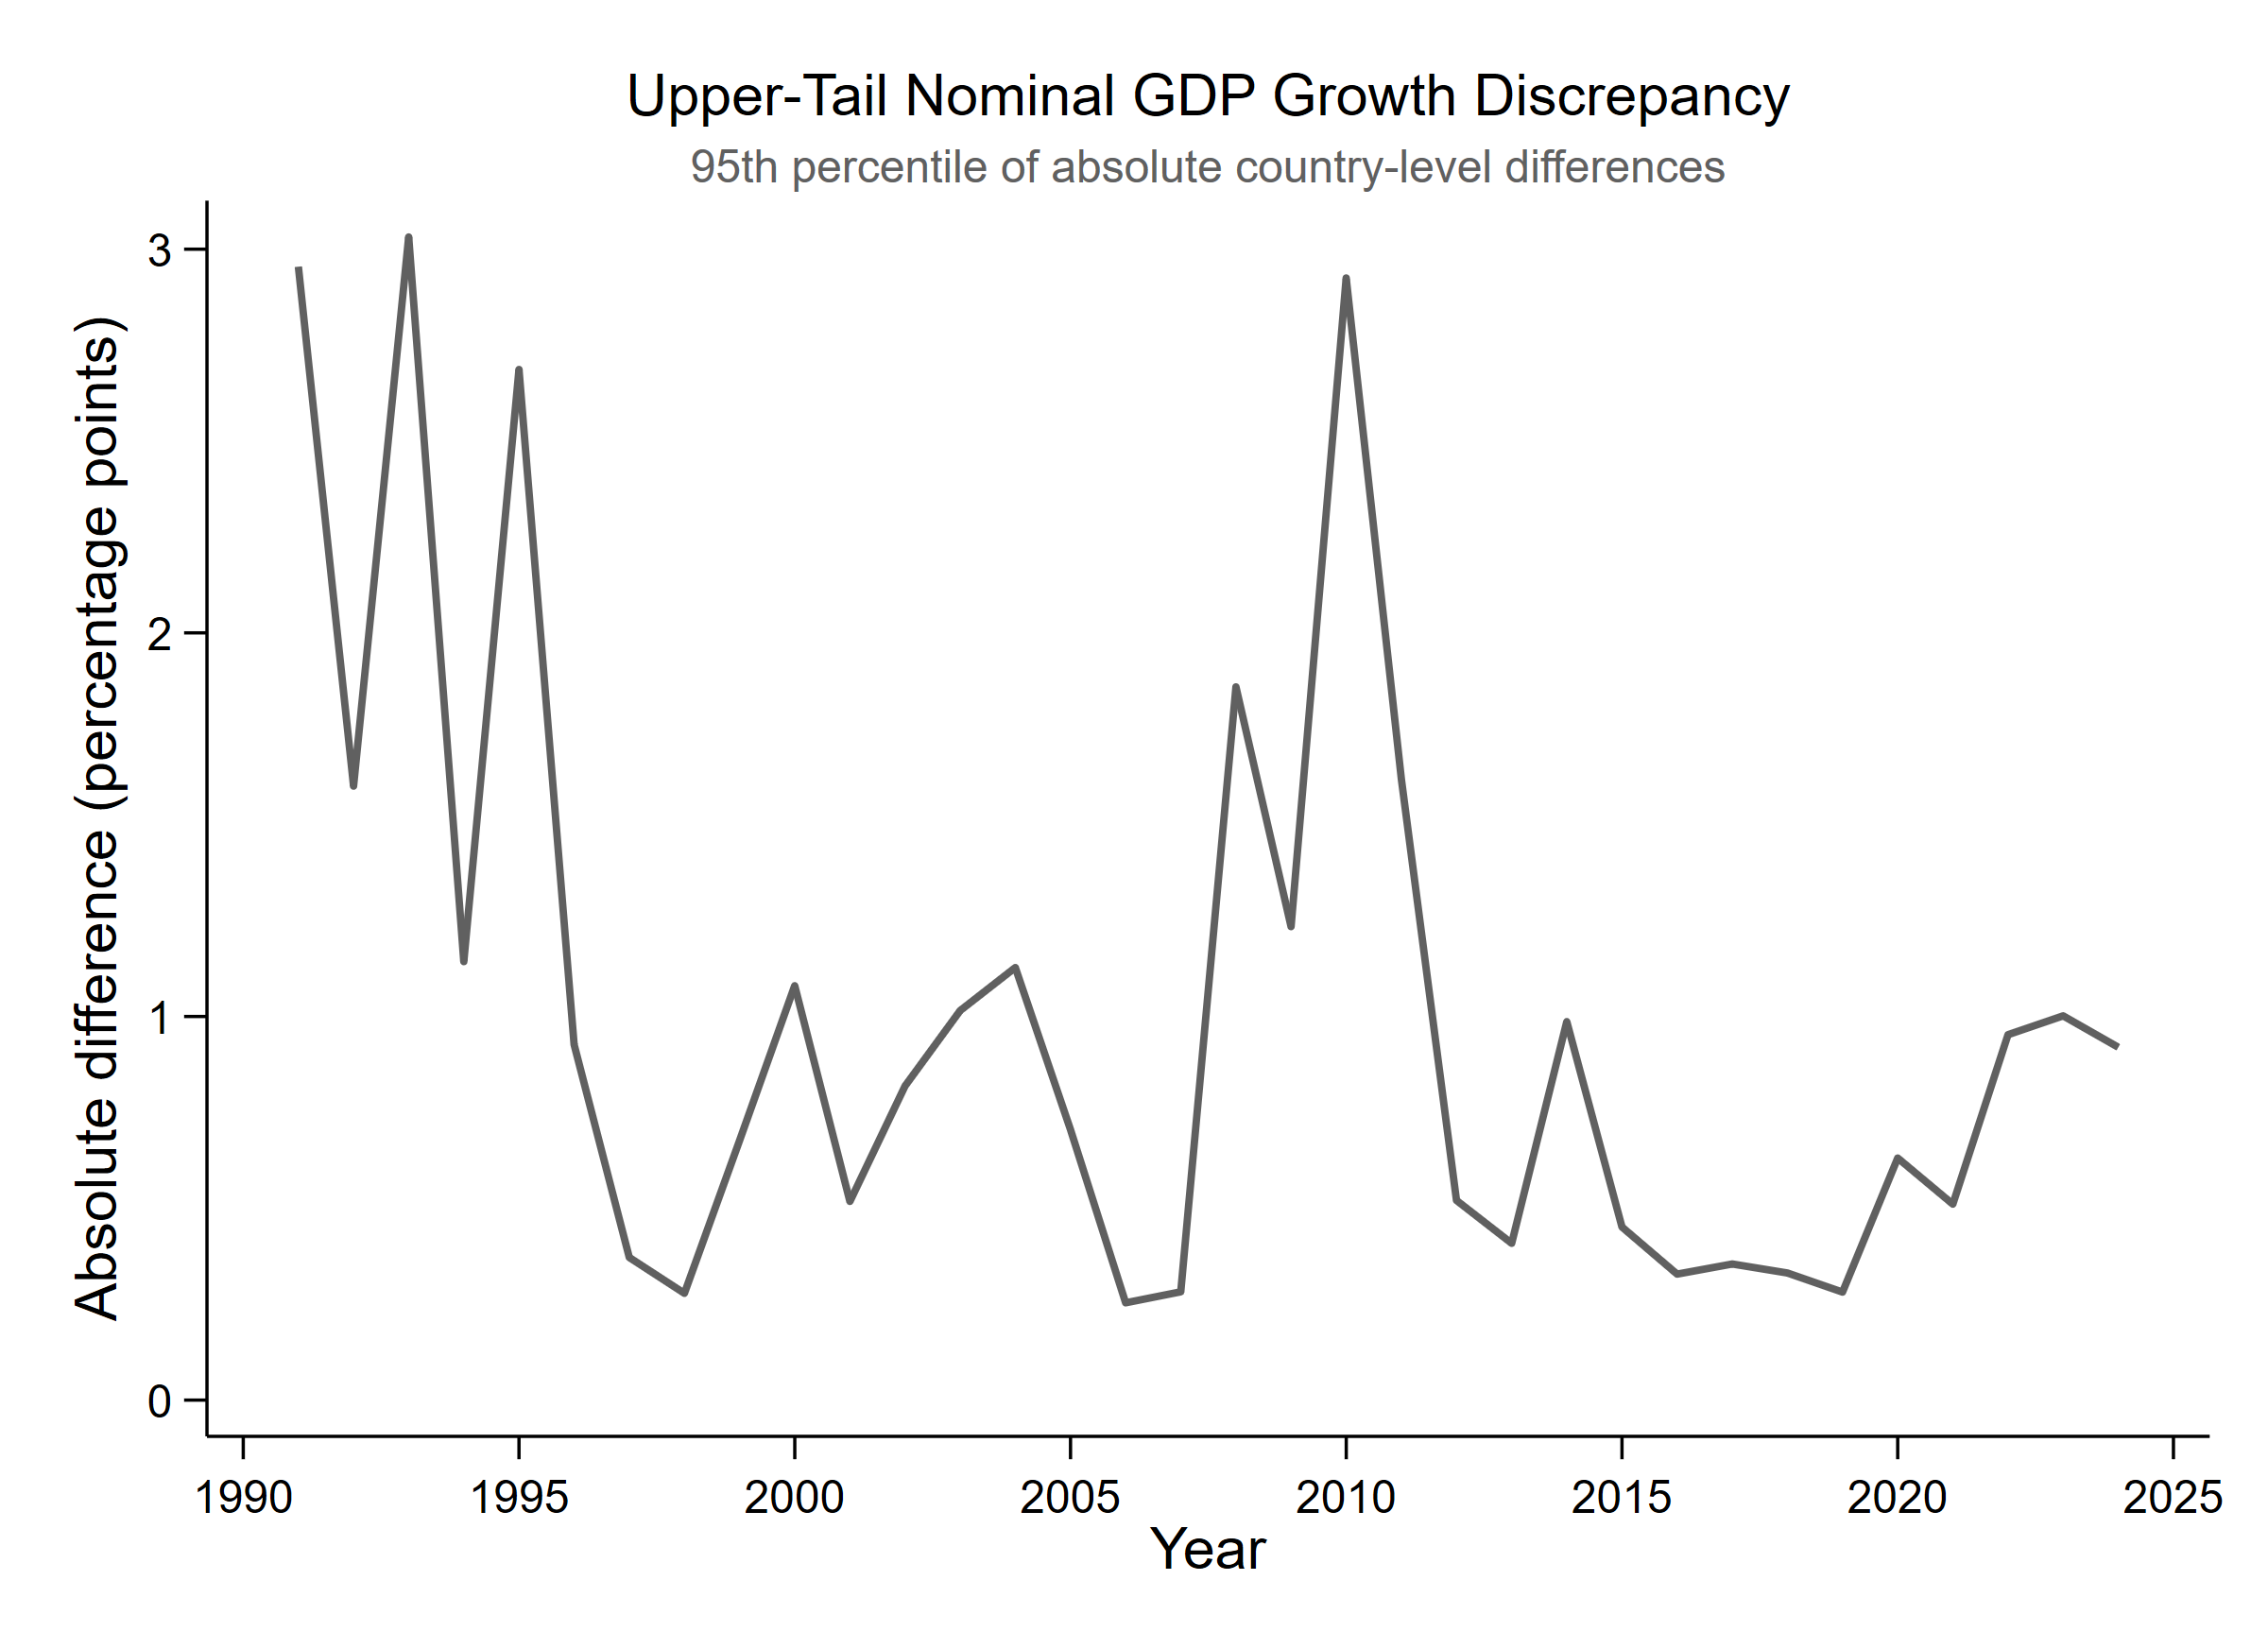 Upper-Tail Nominal GDP Growth Discrepancy
95th percentile of absolute country-level differences
Absolute difference (percentage points)
3
2
1
0
1990 1995 2000 2005 2010 2015 2020 2025
Year